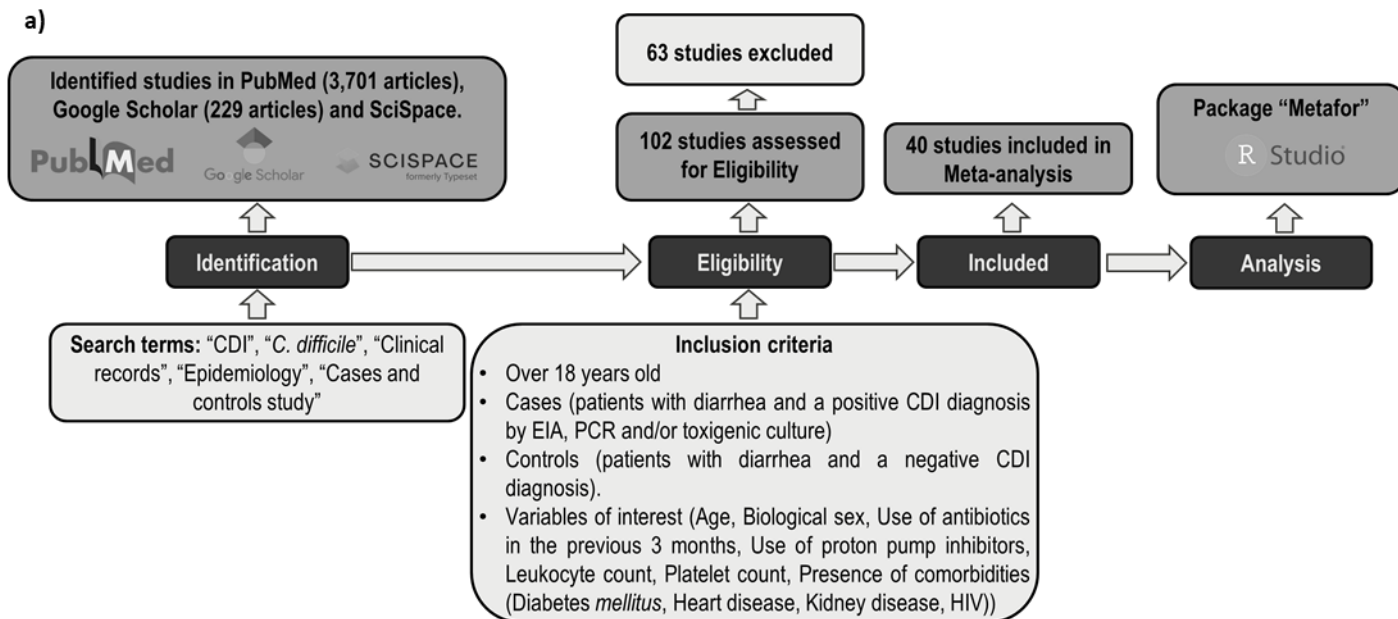 a)
63 studies excluded
Identified studies in PubMed (3,701 articles),
Google Scholar (229 articles) and SciSpace.
PubMed
Google Scholar
SCISPACE
formerly Typeset
102 studies assessed
for Eligibility
40 studies included in
Meta-analysis
Package “Metafor”
R Studio®
Identification
Eligibility
Included
Analysis
Search terms: “CDI”, “C. difficile”, “Clinical
records”, “Epidemiology”, “Cases and
controls study”
Inclusion criteria
• Over 18 years old
• Cases (patients with diarrhea and a positive CDI diagnosis
by EIA, PCR and/or toxigenic culture)
• Controls (patients with diarrhea and a negative CDI
diagnosis).
• Variables of interest (Age, Biological sex, Use of antibiotics
in the previous 3 months, Use of proton pump inhibitors,
Leukocyte count, Platelet count, Presence of comorbidities
(Diabetes mellitus, Heart disease, Kidney disease, HIV))